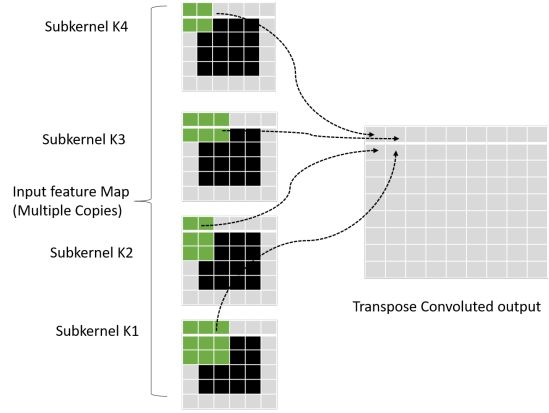 Subkernel K4
Subkernel K3
Input feature Map
(Multiple Copies)
Subkernel K2
Transpose Convoluted output
Subkernel K1